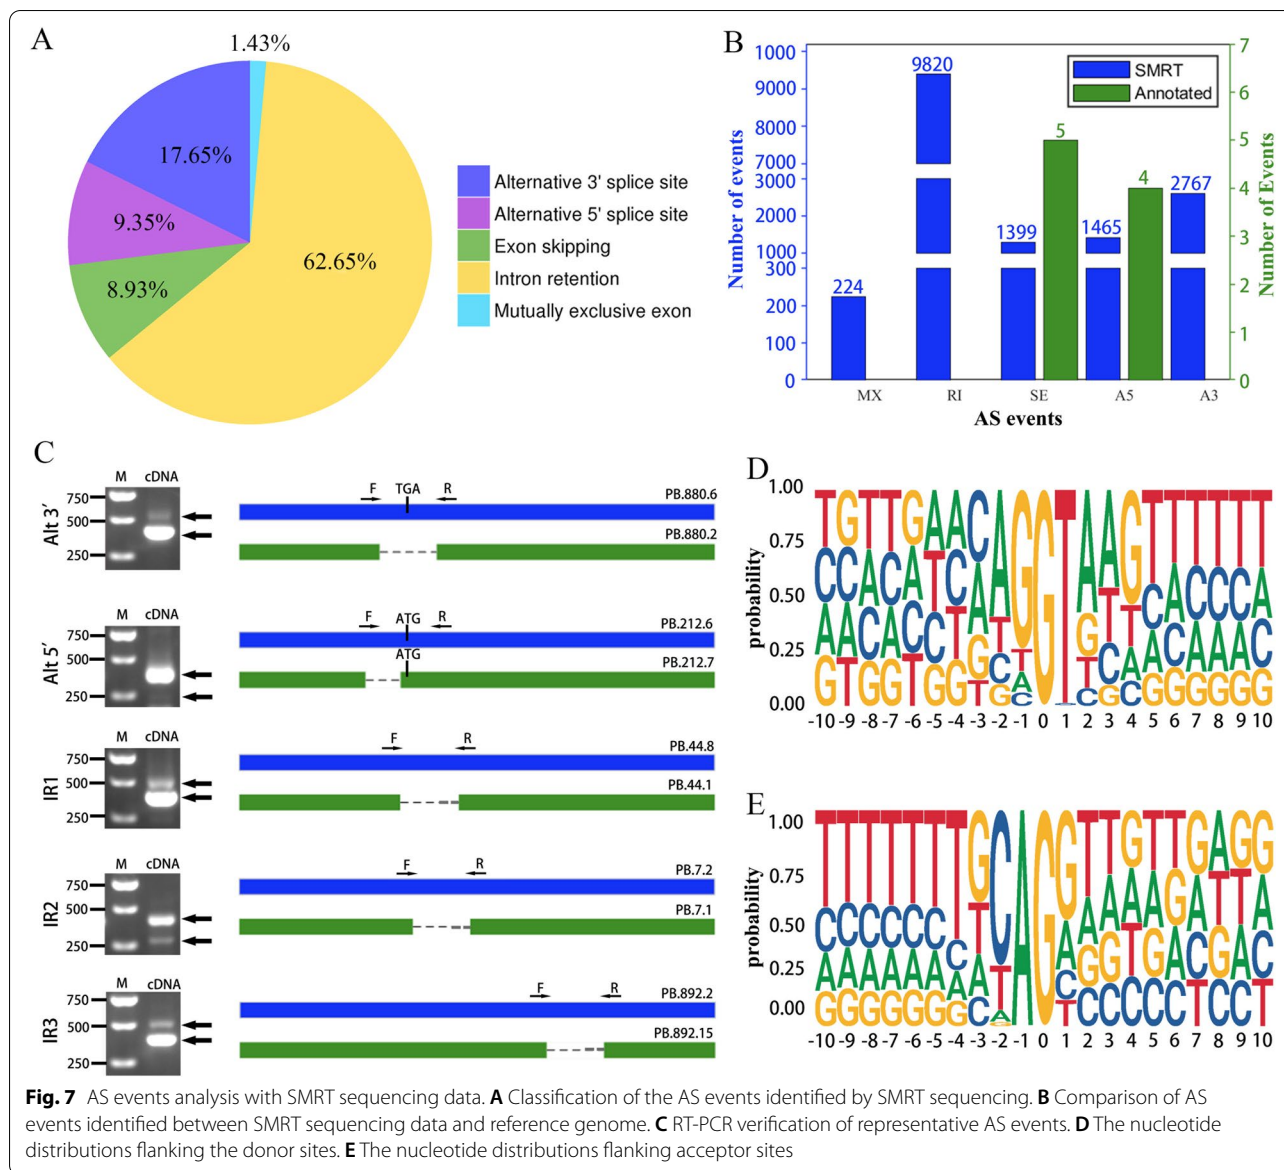 A
1.43%
17.65%
9.35%
8.93%
62.65%
Alternative 3' splice site
Alternative 5' splice site
Exon skipping
Intron retention
Mutually exclusive exon
B
Number of events
1000
9000
8000
7000
3000
2000
1000
300
200
100
0
224
9820
1399
5
1465
4
2767
SMRT
Annotated
7
6
5
4
3
2
1
0
Number of Events
MX RI SE A5 A3
AS events
C
M cDNA
Alt 3′
750
500
250
F TGA R
PB.880.6
PB.880.2
M cDNA
Alt 5′
750
500
250
F ATG R
PB.212.6
ATG
PB.212.7
M cDNA
IR1
750
500
250
F R
PB.44.8
PB.44.1
M cDNA
IR2
750
500
250
F R
PB.7.2
PB.7.1
M cDNA
IR3
750
500
250
F R
PB.892.2
PB.892.15
D
probability
1.00
0.75
0.50
0.25
0.00
TGTTGAACAGGTAAGTTTTTT
-10 -9 -8 -7 -6 -5 -4 -3 -2 -1 0 1 2 3 4 5 6 7 8 9 10
E
probability
1.00
0.75
0.50
0.25
0.00
TTTTTTTGCAGGTTGTTGAGG
-10 -9 -8 -7 -6 -5 -4 -3 -2 -1 0 1 2 3 4 5 6 7 8 9 10
Fig. 7 AS events analysis with SMRT sequencing data. A Classification of the AS events identified by SMRT sequencing. B Comparison of AS
events identified between SMRT sequencing data and reference genome. C RT-PCR verification of representative AS events. D The nucleotide
distributions flanking the donor sites. E The nucleotide distributions flanking acceptor sites